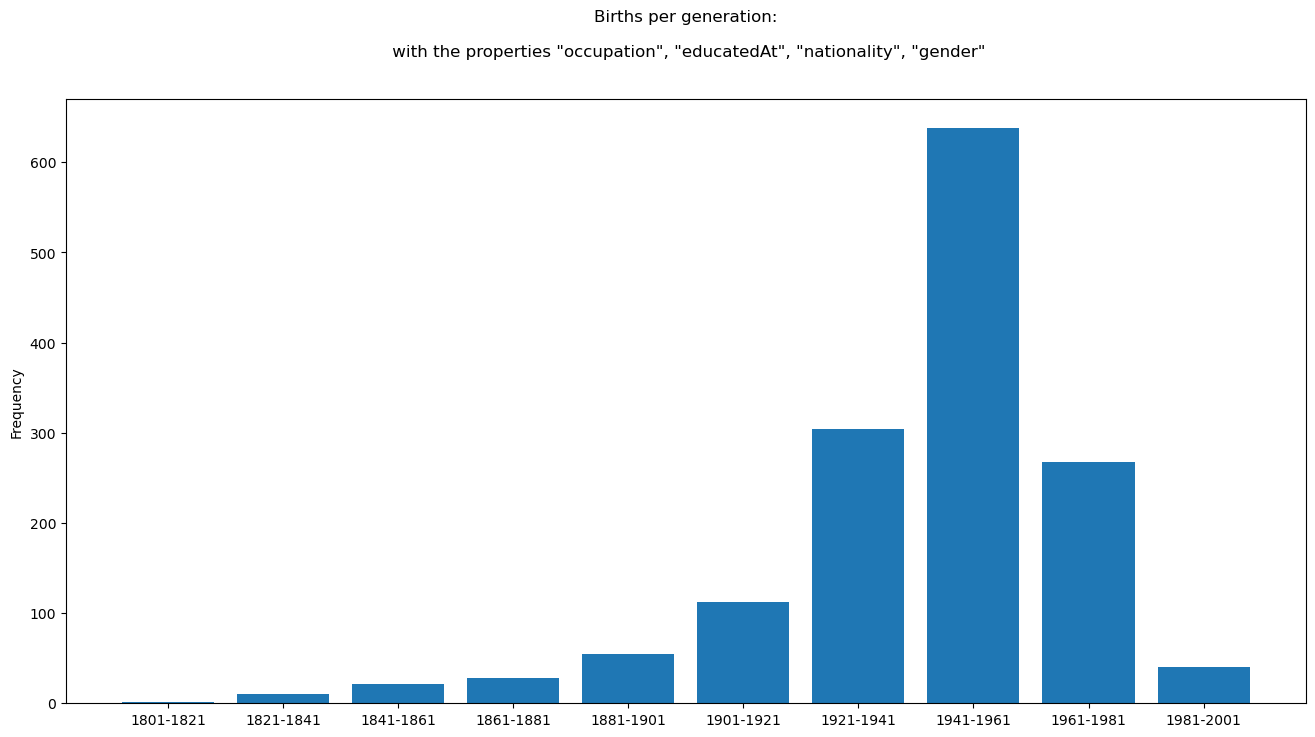 Births per generation:
with the properties "occupation", "educatedAt", "nationality", "gender"
600
500
400
300
200
100
0
Frequency
1801-1821 1821-1841 1841-1861 1861-1881 1881-1901 1901-1921 1921-1941 1941-1961 1961-1981 1981-2001